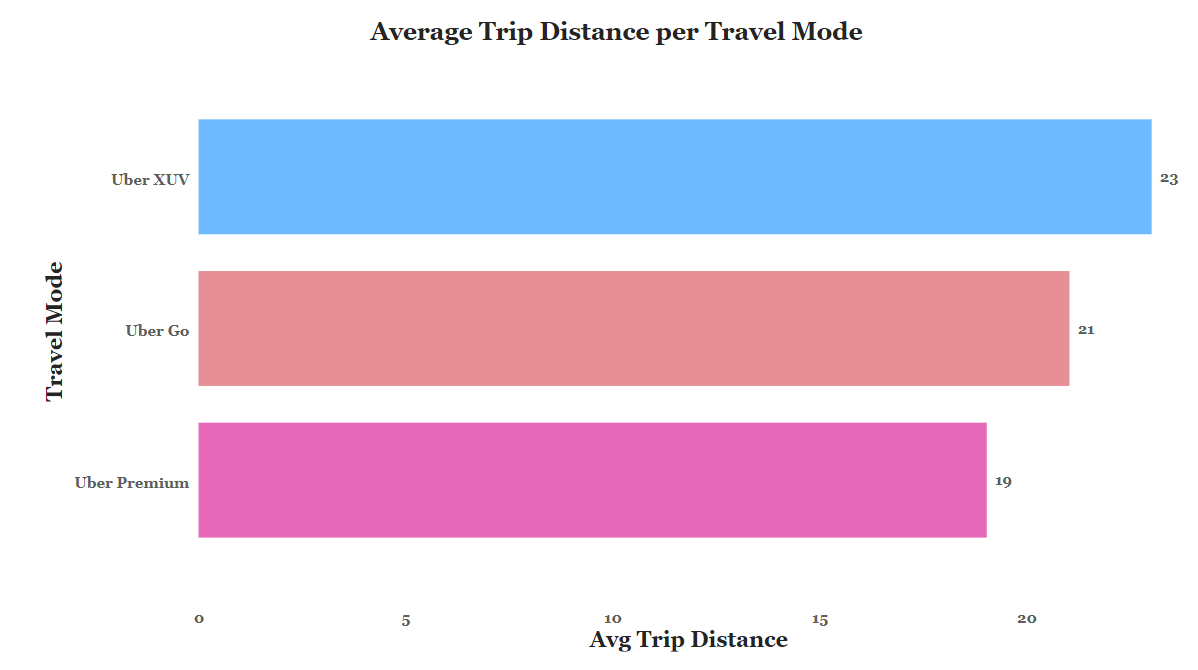 Average Trip Distance per Travel Mode
Travel Mode
Uber XUV
23
Uber Go
21
Uber Premium
19
0 5 10 15 20
Avg Trip Distance